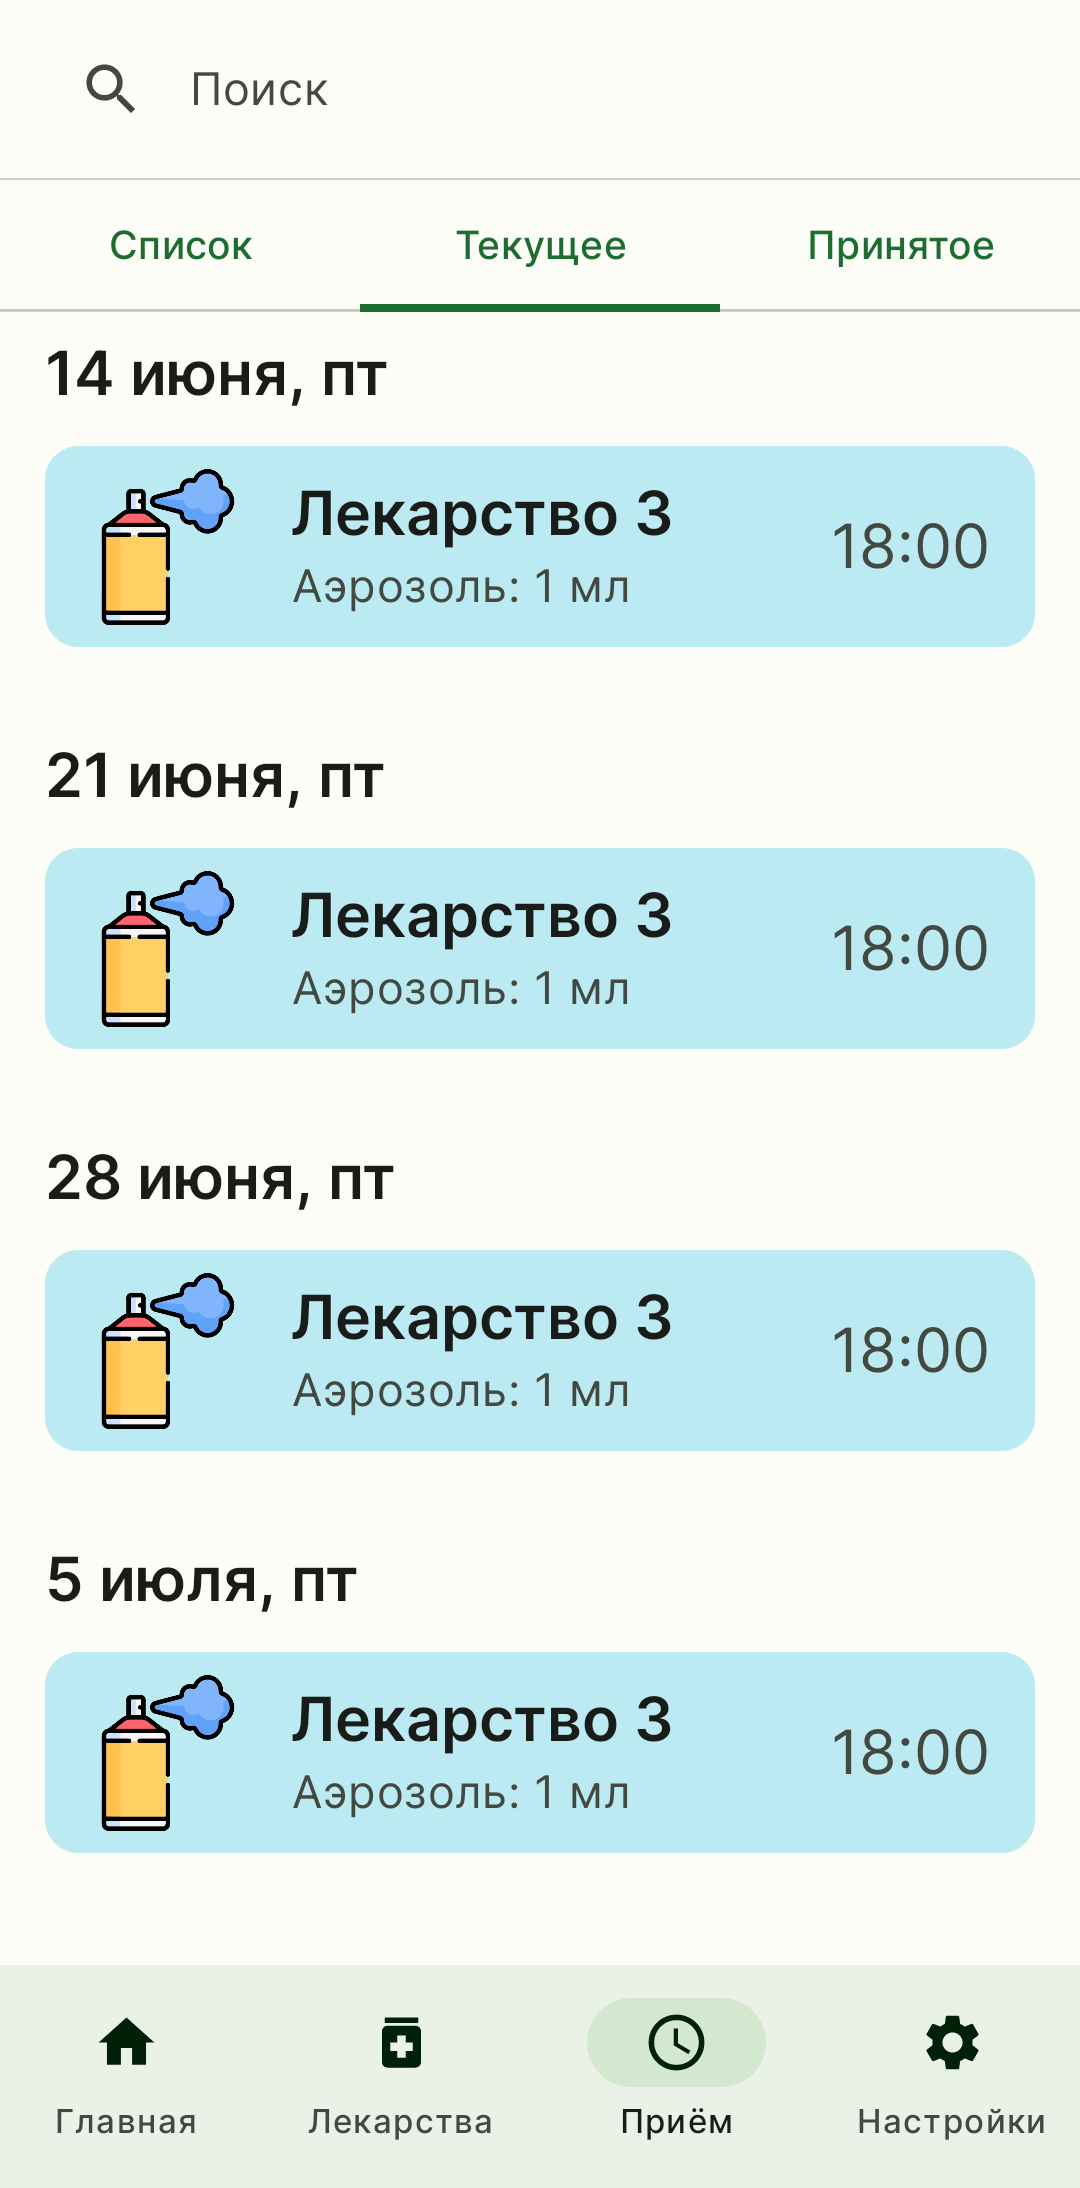 Поиск
Список
Текущее
Принятое
14 июня, пт
Лекарство 3
Аэрозоль: 1 мл
18:00
21 июня, пт
Лекарство 3
Аэрозоль: 1 мл
18:00
28 июня, пт
Лекарство 3
Аэрозоль: 1 мл
18:00
5 июля, пт
Лекарство 3
Аэрозоль: 1 мл
18:00
Главная
Лекарства
Приём
Настройки